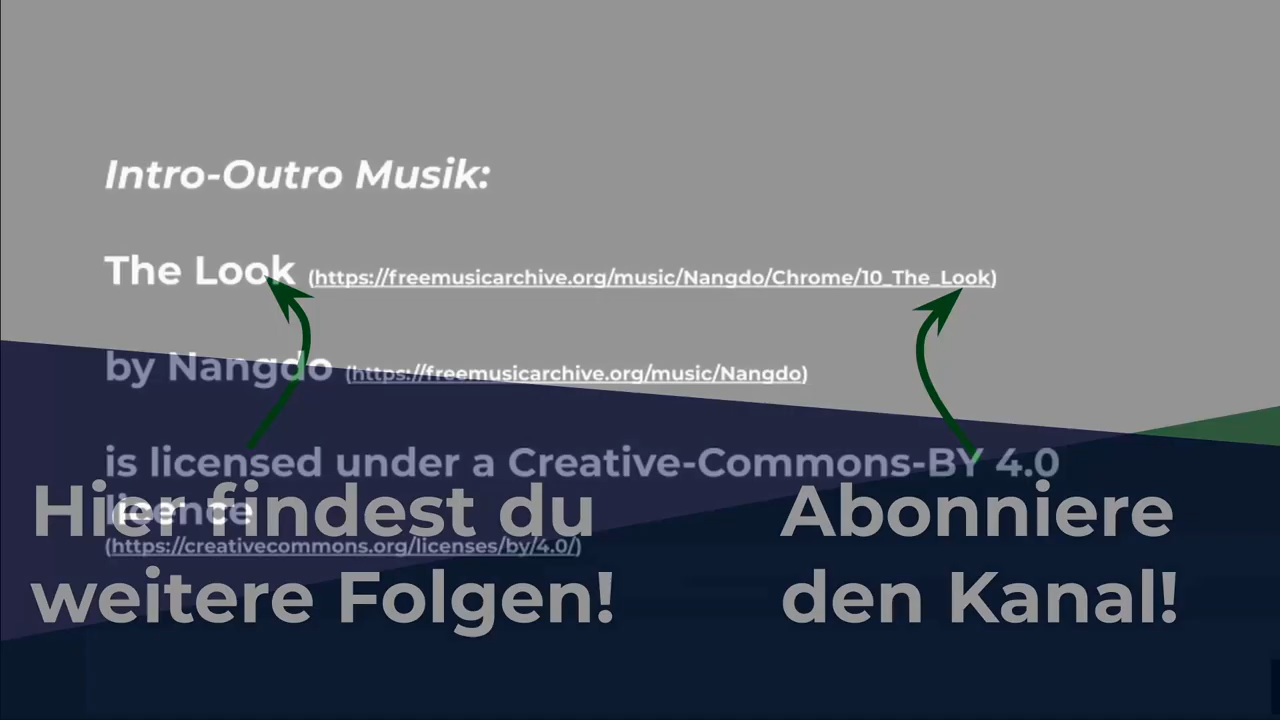 Intro-Outro Musik:
The Look (https://freemusicarchive.org/music/Nangdo/Chrome/10_The_Look)
by Nangdo (https://freemusicarchive.org/music/Nangdo)
is licensed under a Creative-Commons-BY 4.0
licence
(https://creativecommons.org/licenses/by/4.0/)
Hier findest du
weitere Folgen!
Abonniere
den Kanal!